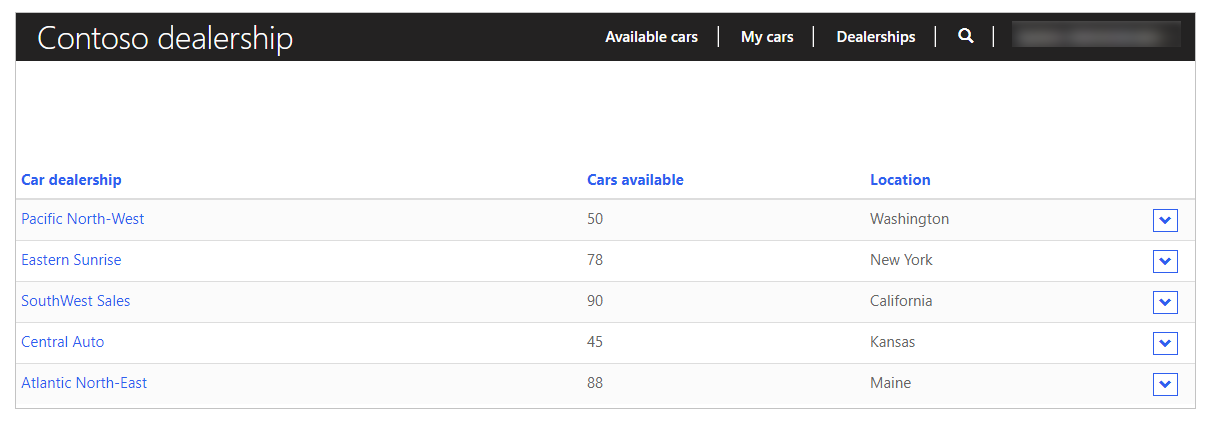 Contoso dealership Available cars My cars Dealerships
Car dealership Cars available Location
Pacific North-West 50 Washington
Eastern Sunrise 78 New York
SouthWest Sales 90 California
Central Auto 45 Kansas
Atlantic North-East 88 Maine